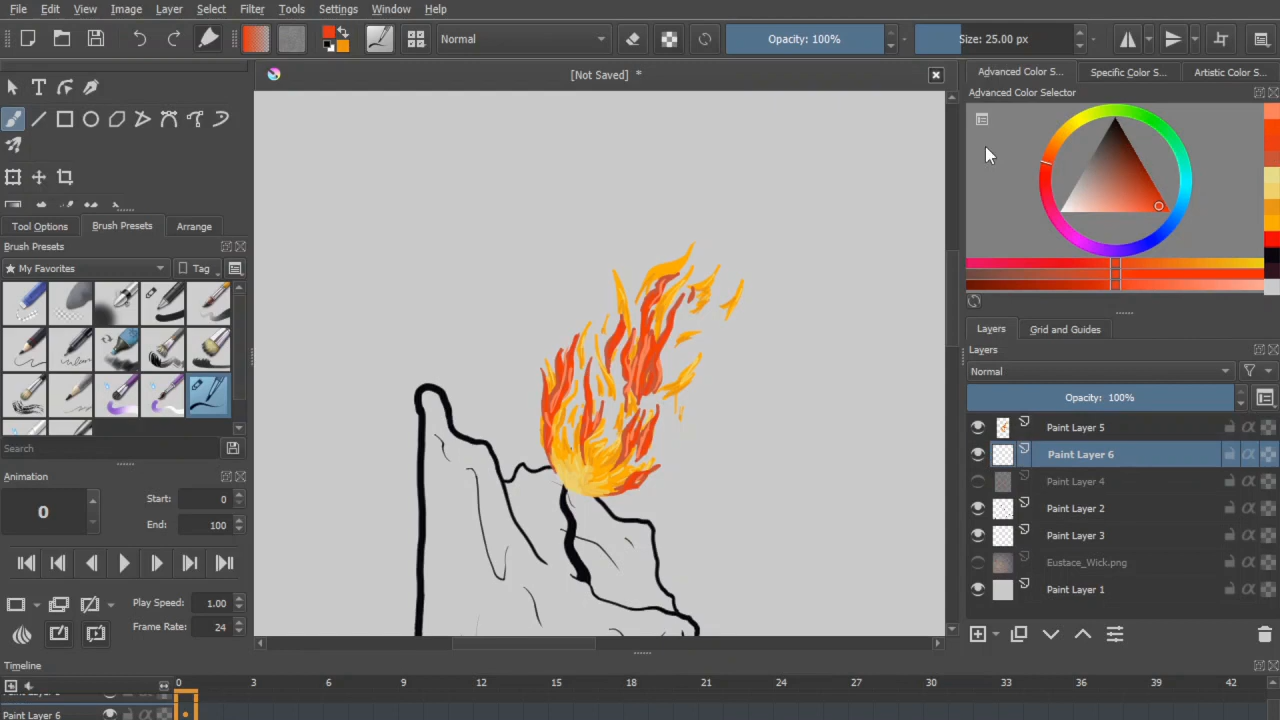 File Edit View Image Layer Select Filter Tools Settings Window Help
Normal Opacity: 100% Size: 25.00 px
[Not Saved] *
Advanced Color S... Specific Color S... Artistic Color S...
Advanced Color Selector
Tool Options Brush Presets Arrange
Brush Presets
My Favorites Tag
Search
Animation
0
Start: 0
End: 100
Play Speed: 1.00
Frame Rate: 24
Layers Grid and Guides
Layers
Normal
Opacity: 100%
Paint Layer 5
Paint Layer 6
Paint Layer 4
Paint Layer 2
Paint Layer 3
Eustace_Wick.png
Paint Layer 1
Timeline
0 3 6 9 12 15 18 21 24 27 30 33 36 39 42
Paint Layer 6